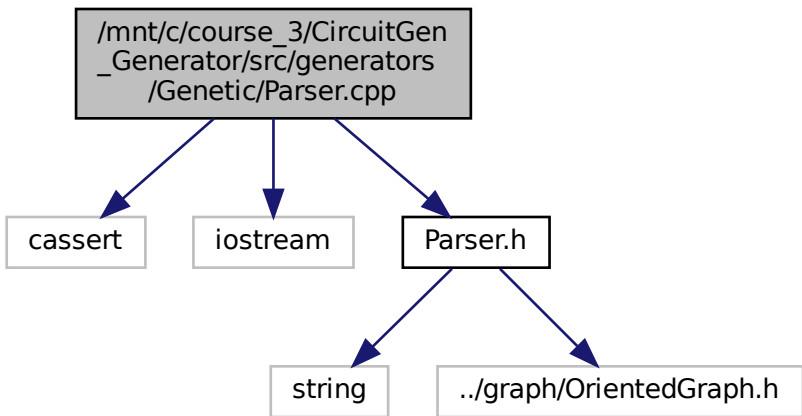 /mnt/c/course_3/CircuitGen
_Generator/src/generators
/Genetic/Parser.cpp
cassert
iostream
Parser.h
string
../graph/OrientedGraph.h